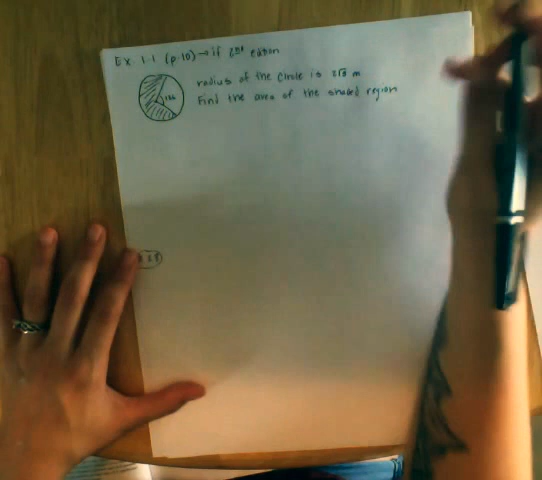 Ex 1.1 (p.10) → if 2nd edition
radius of the Circle is m
Find the area of the shaded region